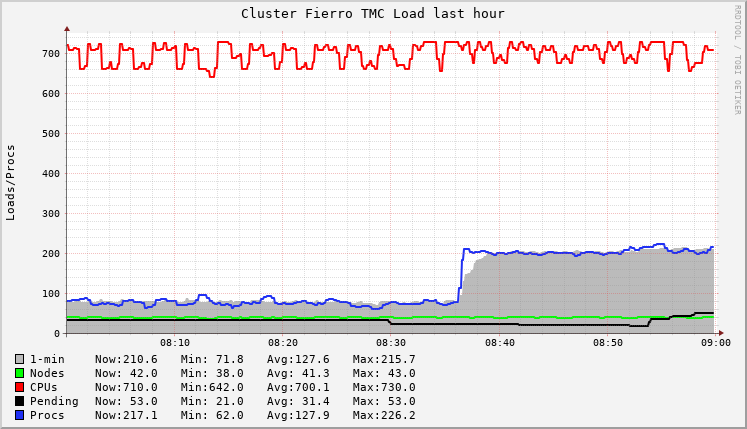 Cluster Fierro TMC Load last hour
RRDTOOL / TOBI OETIKER
Loads/Procs
700
600
500
400
300
200
100
0
08:10 08:20 08:30 08:40 08:50 09:00
1-min Now:210.6 Min: 71.8 Avg:127.6 Max:215.7
Nodes Now: 42.0 Min: 38.0 Avg: 41.3 Max: 43.0
CPUs Now:710.0 Min:642.0 Avg:700.1 Max:730.0
Pending Now: 53.0 Min: 21.0 Avg: 31.4 Max: 53.0
Procs Now:217.1 Min: 62.0 Avg:127.9 Max:226.2